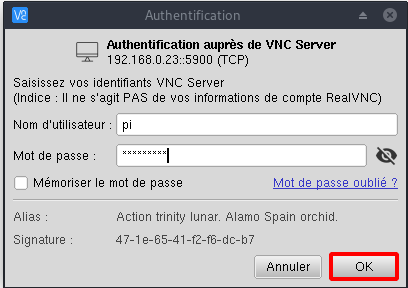 Authentification
Authentification auprès de VNC Server
192.168.0.23::5900 (TCP)
Saisissez vos identifiants VNC Server
(Indice : Il ne s'agit PAS de vos informations de compte RealVNC)
Nom d'utilisateur : pi
Mot de passe : *********
Mémoriser le mot de passe Mot de passe oublié ?
Alias : Action trinity lunar. Alamo Spain orchid.
Signature : 47-1e-65-41-f2-f6-dc-b7
Annuler OK